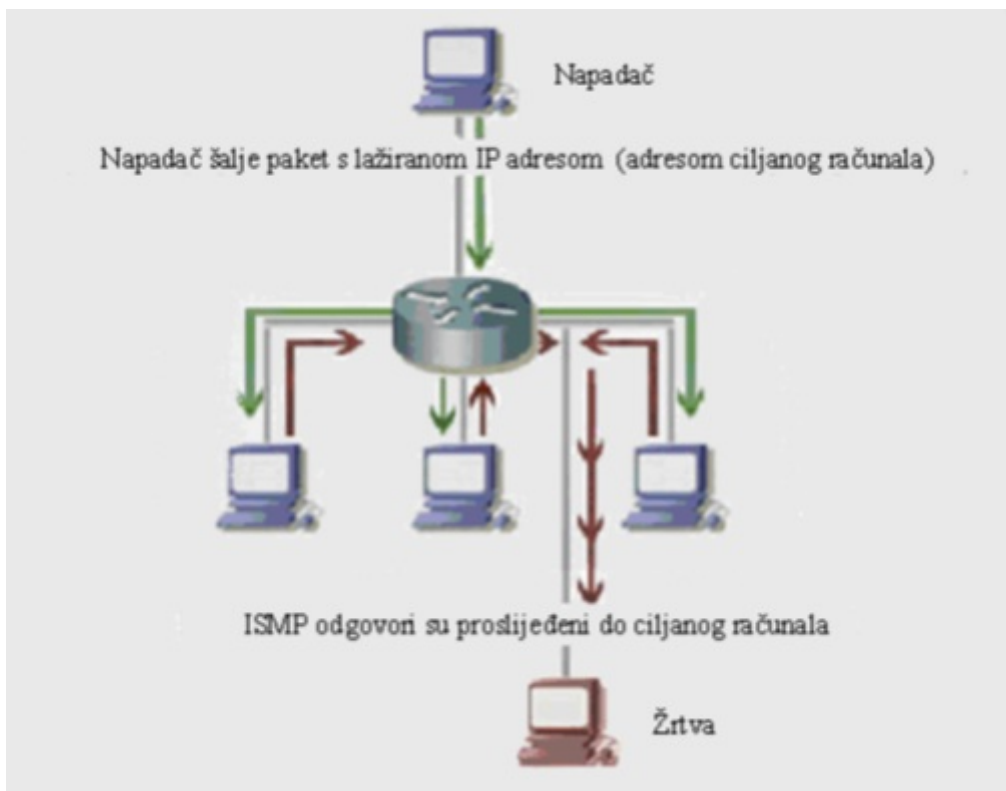 Napadač
Napadač šalje paket s lažiranom IP adresom (adresom ciljanog računala)
ISMP odgovori su proslijeđeni do ciljanog računala
Žrtva